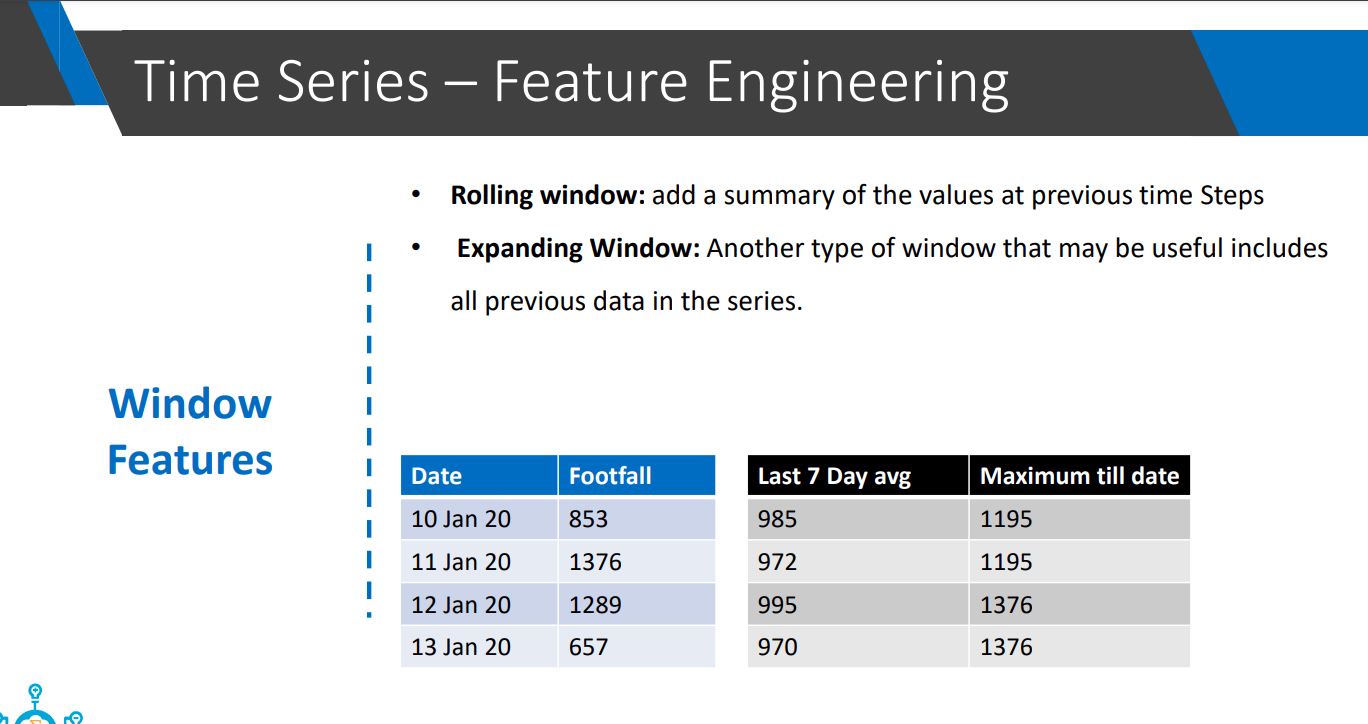 Time Series – Feature Engineering
• Rolling window: add a summary of the values at previous time Steps
• Expanding Window: Another type of window that may be useful includes
all previous data in the series.
Window
Features
Date Footfall Last 7 Day avg Maximum till date
10 Jan 20 853 985 1195
11 Jan 20 1376 972 1195
12 Jan 20 1289 995 1376
13 Jan 20 657 970 1376